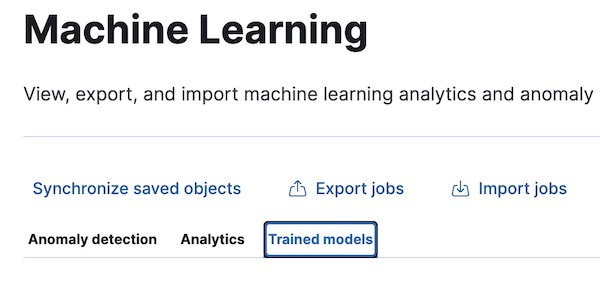 Machine Learning
View, export, and import machine learning analytics and anomaly
Synchronize saved objects Export jobs Import jobs
Anomaly detection Analytics Trained models